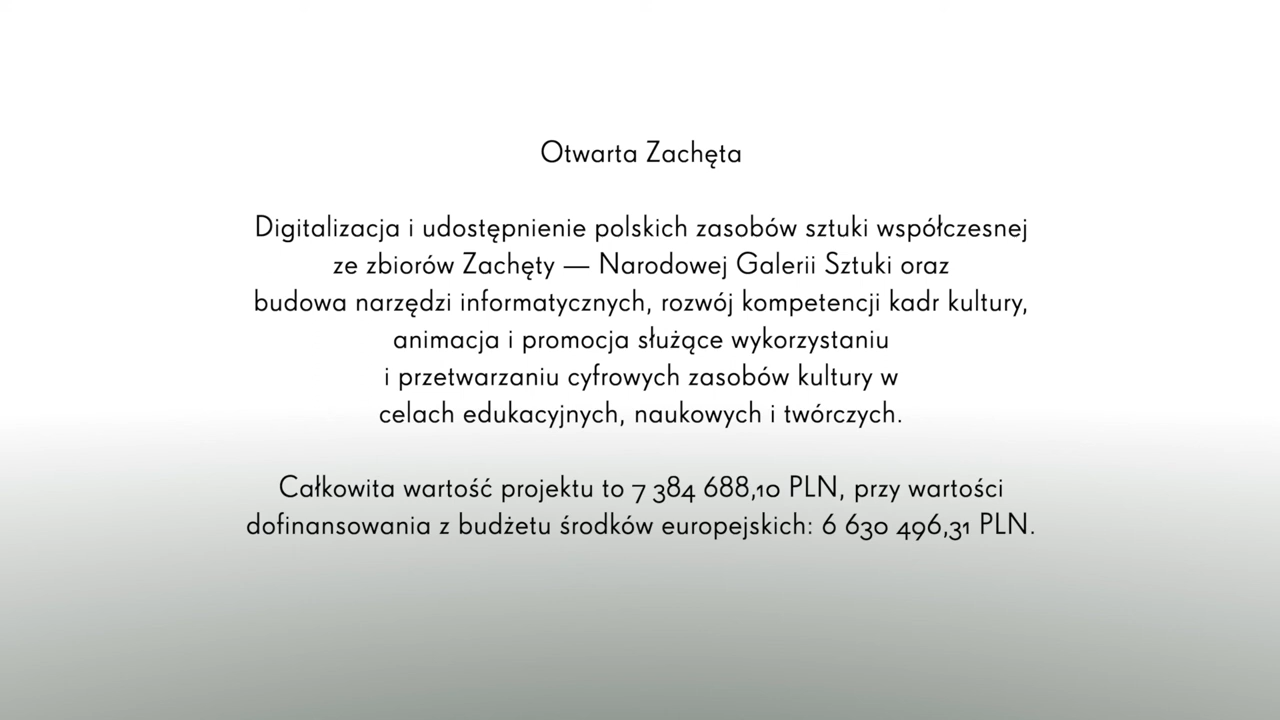 Otwarta Zachęta
Digitalizacja i udostępnienie polskich zasobów sztuki współczesnej
ze zbiorów Zachęty — Narodowej Galerii Sztuki oraz
budowa narzędzi informatycznych, rozwój kompetencji kadr kultury,
animacja i promocja służące wykorzystaniu
i przetwarzaniu cyfrowych zasobów kultury w
celach edukacyjnych, naukowych i twórczych.
Całkowita wartość projektu to 7 384 688,10 PLN, przy wartości
dofinansowania z budżetu środków europejskich: 6 630 496,31 PLN.